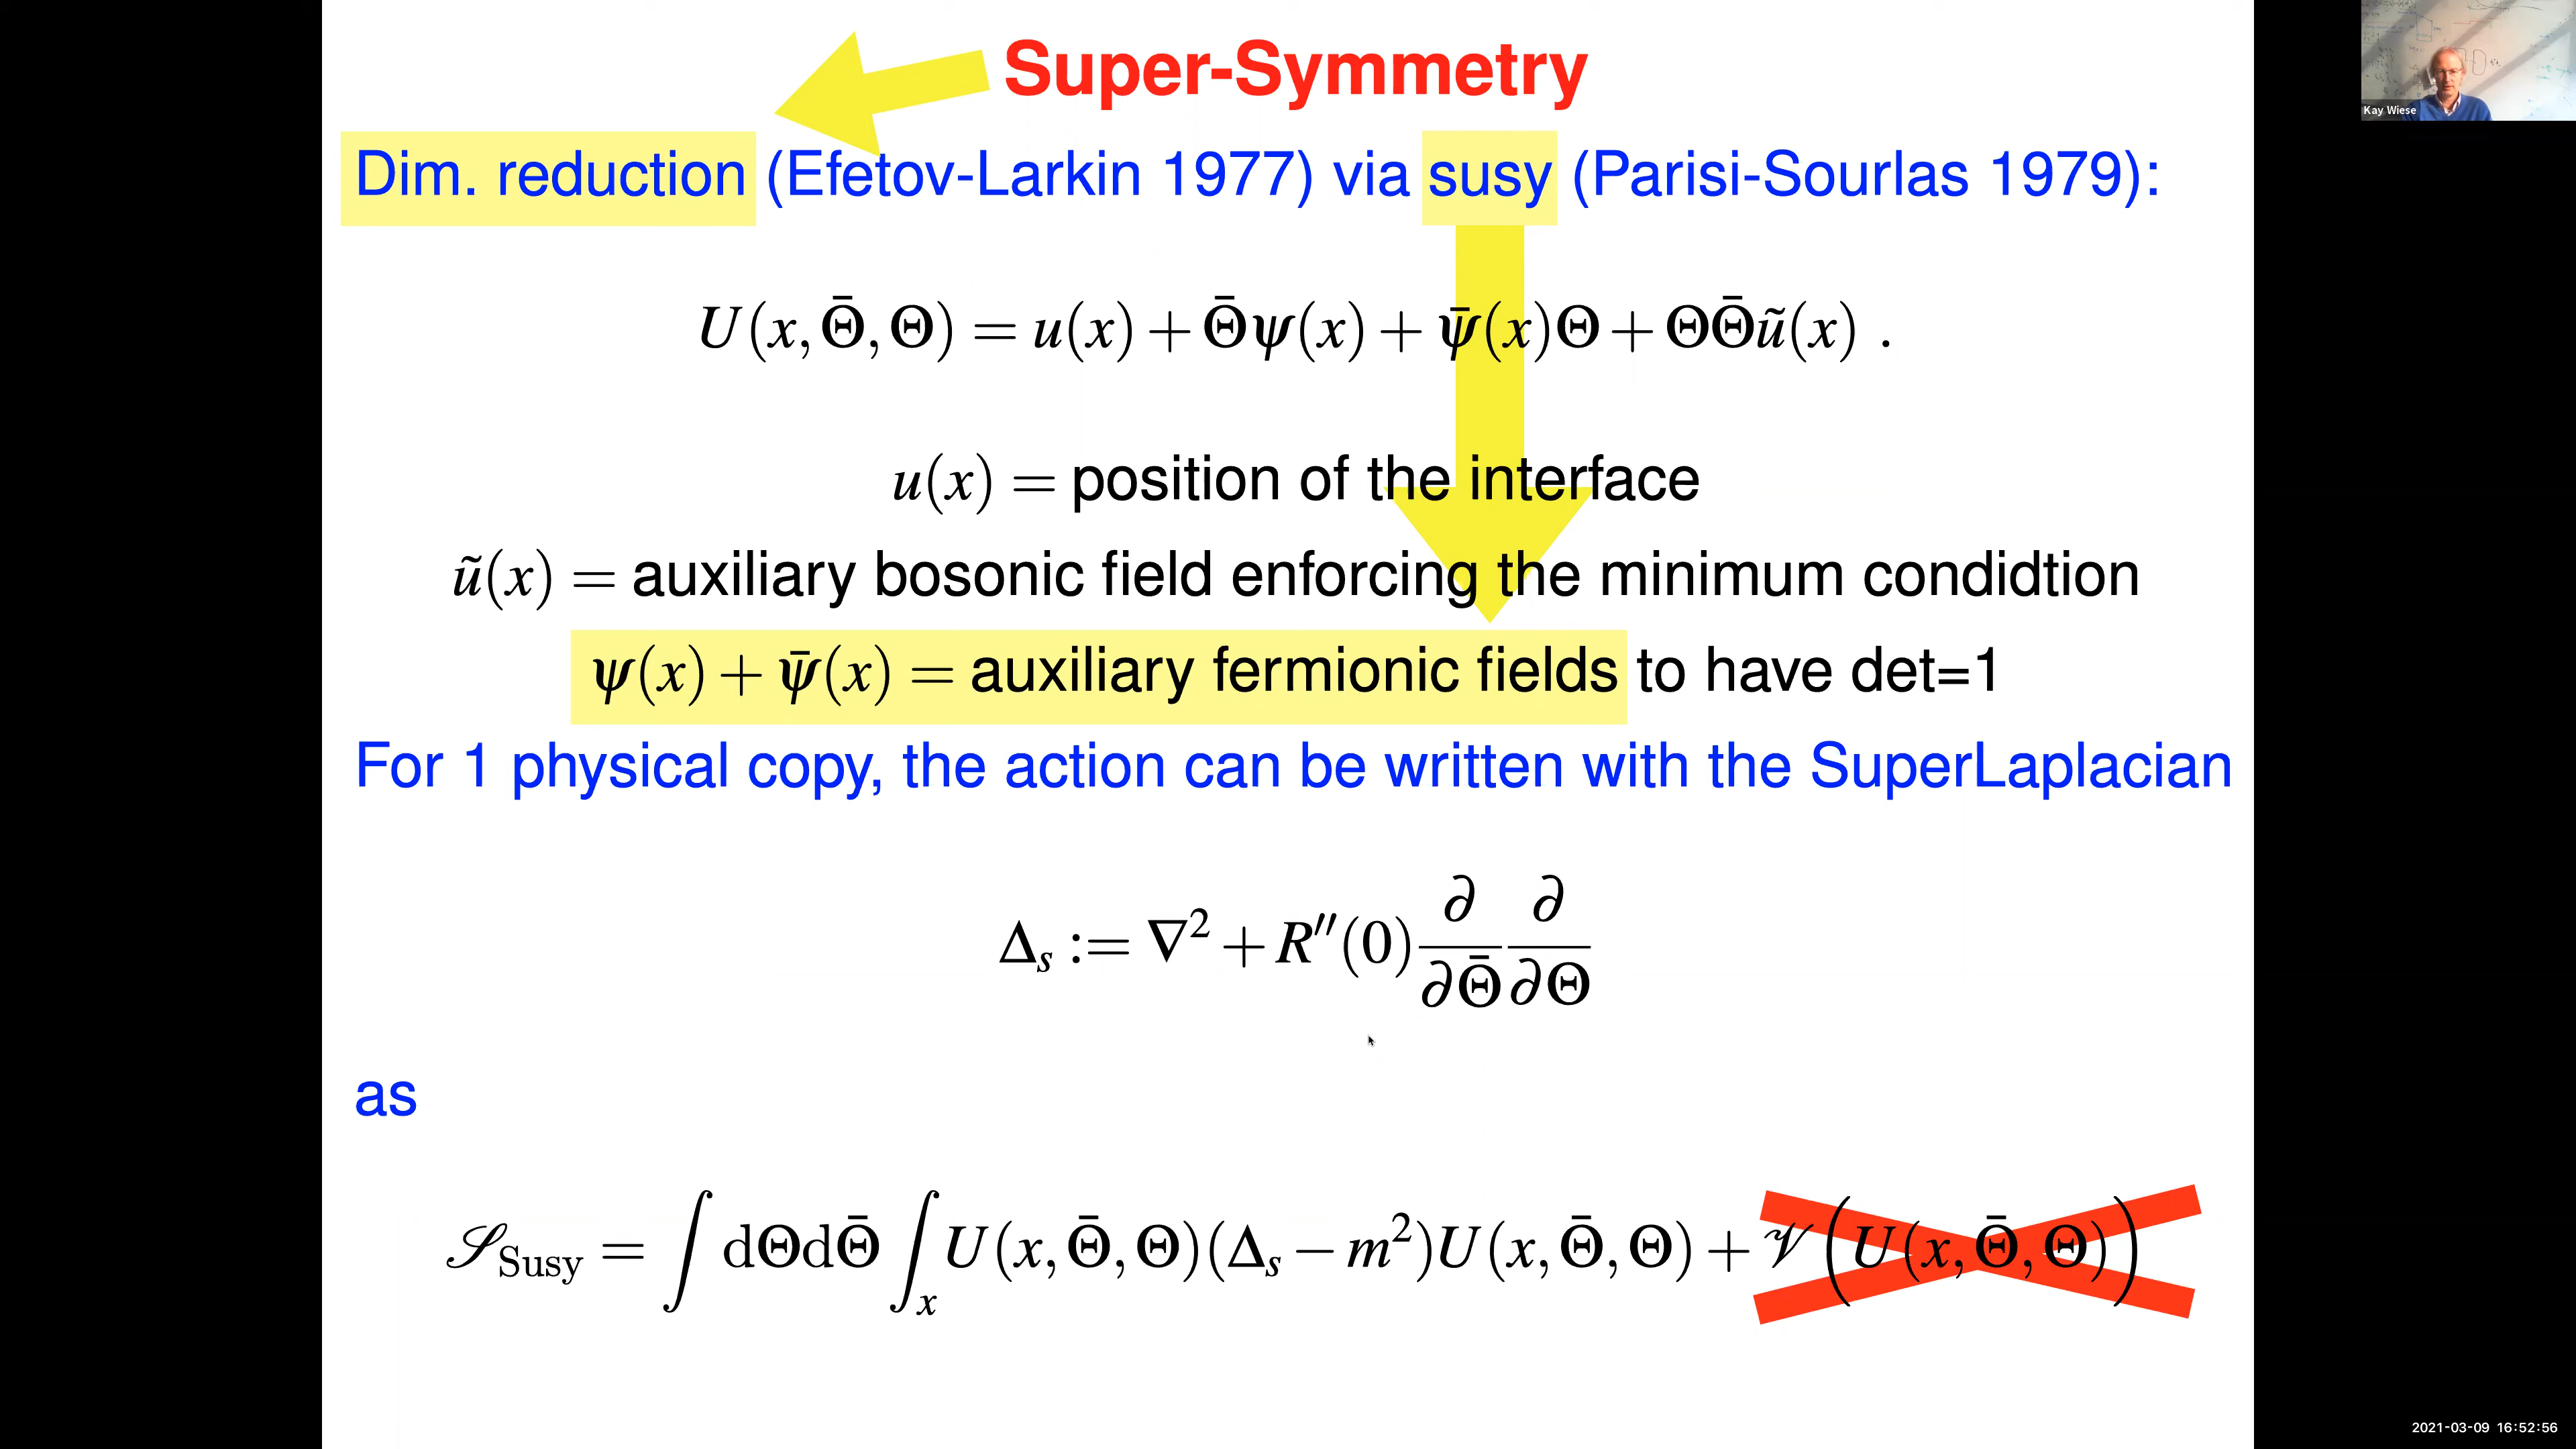 Super-Symmetry
Kay Wiese
Dim. reduction (Efetov-Larkin 1977) via susy (Parisi-Sourlas 1979):
U(x, Θ̄, Θ) = u(x) + Θ̄ψ(x) + ψ̄(x)Θ + ΘΘ̄ũ(x) .
u(x) = position of the interface
ũ(x) = auxiliary bosonic field enforcing the minimum condidtion
ψ(x) + ψ̄(x) = auxiliary fermionic fields to have det=1
For 1 physical copy, the action can be written with the SuperLaplacian
Δₛ := ∇² + R″(0) ∂/∂Θ̄ ∂/∂Θ
as
𝒮_Susy = ∫ dΘdΘ̄ ∫ₓ U(x, Θ̄, Θ)(Δₛ − m²)U(x, Θ̄, Θ) + 𝒱(U(x, Θ̄, Θ))
2021-03-09 16:52:56